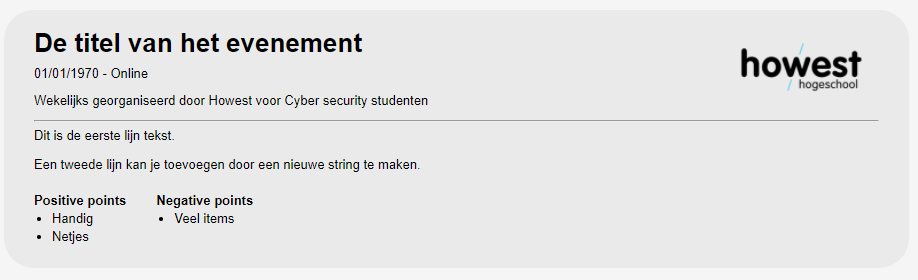 De titel van het evenement
howest
hogeschool
01/01/1970 - Online
Wekelijks georganiseerd door Howest voor Cyber security studenten
Dit is de eerste lijn tekst.
Een tweede lijn kan je toevoegen door een nieuwe string te maken.
Positive points
• Handig
• Netjes
Negative points
• Veel items